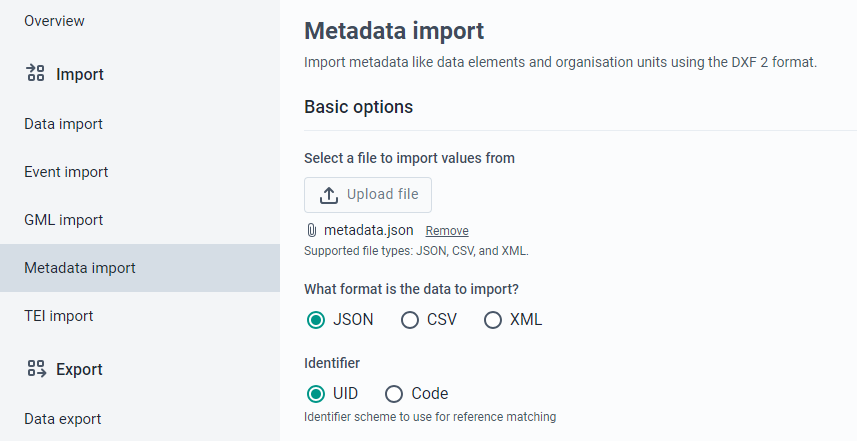 Overview
Import
Data import
Event import
GML import
Metadata import
TEI import
Export
Data export
Metadata import
Import metadata like data elements and organisation units using the DXF 2 format.
Basic options
Select a file to import values from
Upload file
metadata.json Remove
Supported file types: JSON, CSV, and XML.
What format is the data to import?
JSON CSV XML
Identifier
UID Code
Identifier scheme to use for reference matching